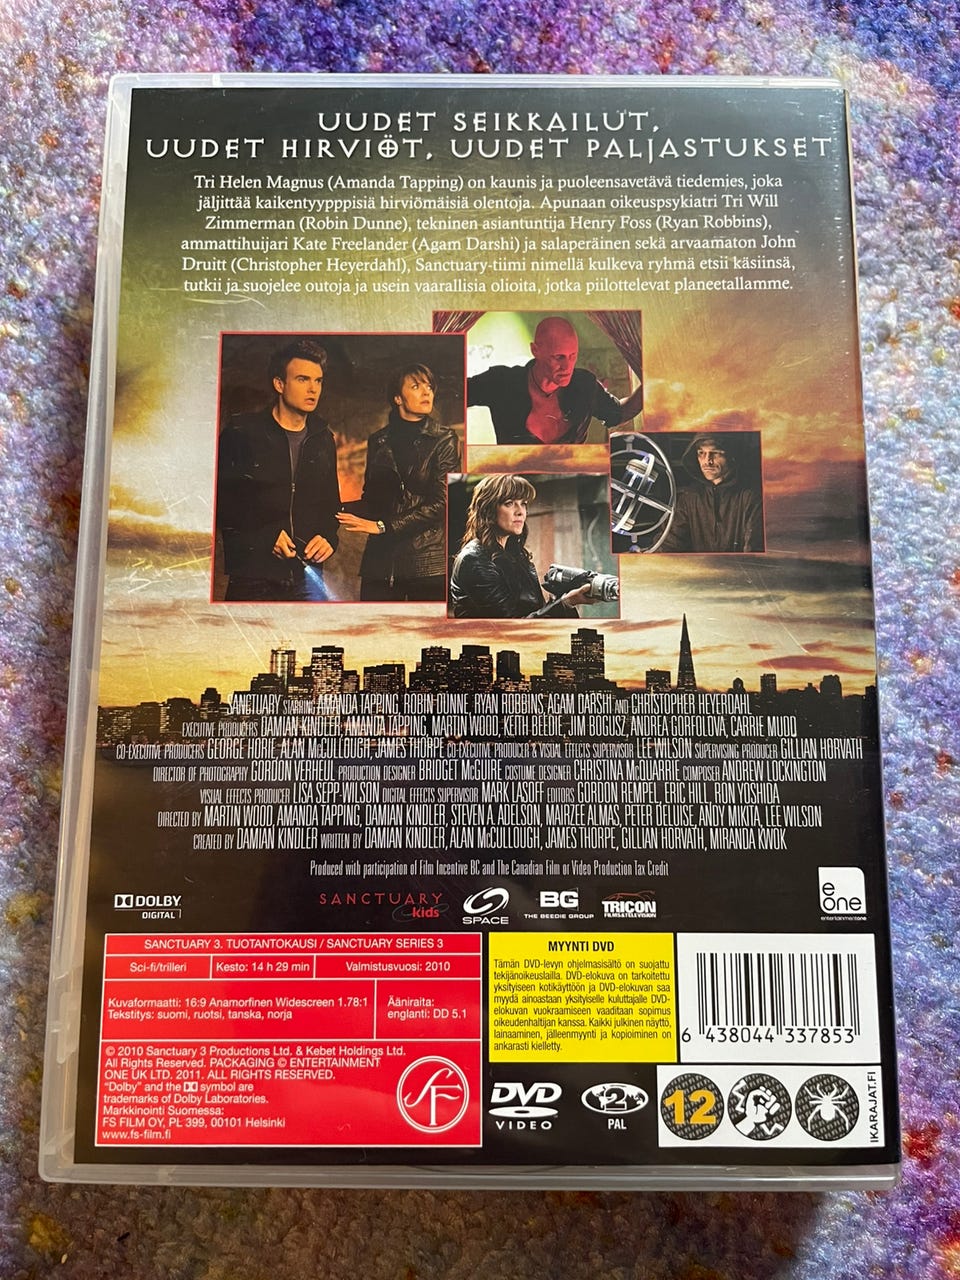 UUDET SEIKKAILUT,
UUDET HIRVIÖT, UUDET PALJASTUKSET
Tri Helen Magnus (Amanda Tapping) on kaunis ja puoleensavetävä tiedemies, joka
jäljittää kaikentyypppisiä hirviömäisiä olentoja. Apunaan oikeuspsykiatri Tri Will
Zimmerman (Robin Dunne), tekninen asiantuntija Henry Foss (Ryan Robbins),
ammattihuijari Kate Freelander (Agam Darshi) ja salaperäinen sekä arvaamaton John
Druitt (Christopher Heyerdahl), Sanctuary-tiimi nimellä kulkeva ryhmä etsii käsiinsä,
tutkii ja suojelee outoja ja usein vaarallisia olioita, jotka piilottelevat planeetallamme.
SANCTUARY STARRING AMANDA TAPPING, ROBIN DUNNE, RYAN ROBBINS, AGAM DARSHI AND CHRISTOPHER HEYERDAHL
EXECUTIVE PRODUCERS DAMIAN KINDLER, AMANDA TAPPING, MARTIN WOOD, KEITH BEEDIE, JIM BOGUSZ, ANDREA GORFOLOVA, CARRIE MUDD
CO-EXECUTIVE PRODUCERS GEORGE HORIE, ALAN McCULLOUGH, JAMES THORPE CO-EXECUTIVE PRODUCER & VISUAL EFFECTS SUPERVISOR LEE WILSON SUPERVISING PRODUCER GILLIAN HORVATH
DIRECTOR OF PHOTOGRAPHY GORDON VERHEUL PRODUCTION DESIGNER BRIDGET McGUIRE COSTUME DESIGNER CHRISTINA McQUARRIE COMPOSER ANDREW LOCKINGTON
VISUAL EFFECTS PRODUCER LISA SEPP-WILSON DIGITAL EFFECTS SUPERVISOR MARK LASOFF EDITORS GORDON REMPEL, ERIC HILL, RON YOSHIDA
DIRECTED BY MARTIN WOOD, AMANDA TAPPING, DAMIAN KINDLER, STEVEN A. ADELSON, MAIRZEE ALMAS, PETER DELUISE, ANDY MIKITA, LEE WILSON
CREATED BY DAMIAN KINDLER WRITTEN BY DAMIAN KINDLER, ALAN McCULLOUGH, JAMES THORPE, GILLIAN HORVATH, MIRANDA KWOK
Produced with participation of Film Incentive BC and The Canadian Film or Video Production Tax Credit
DOLBY
DIGITAL
SANCTUARY
kids
SPACE
BG
THE BEEDIE GROUP
TRICON
FILMS & TELEVISION
e
one
entertainmentone
SANCTUARY 3. TUOTANTOKAUSI / SANCTUARY SERIES 3
Sci-fi/trilleri
Kesto: 14 h 29 min
Valmistusvuosi: 2010
Kuvaformaatti: 16:9 Anamorfinen Widescreen 1.78:1
Tekstitys: suomi, ruotsi, tanska, norja
Ääniraita:
englanti: DD 5.1
© 2010 Sanctuary 3 Productions Ltd. & Kebet Holdings Ltd.
All Rights Reserved. PACKAGING © ENTERTAINMENT
ONE UK LTD. 2011. ALL RIGHTS RESERVED.
"Dolby" and the symbol are
trademarks of Dolby Laboratories.
Markkinointi Suomessa:
FS FILM OY, PL 399, 00101 Helsinki
www.fs-film.fi
SF
MYYNTI DVD
Tämän DVD-levyn ohjelmasisältö on suojattu
tekijänoikeuslailla. DVD-elokuva on tarkoitettu
yksityiseen kotikäyttöön ja DVD-elokuvan saa
myydä ainoastaan yksityiselle kuluttajalle DVD-
elokuvan vuokraamiseen vaaditaan sopimus
oikeudenhaltijan kanssa. Kaikki julkinen näyttö,
lainaaminen, jälleenmyynti ja kopioiminen on
ankarasti kielletty.
6 438044 337853
DVD
VIDEO
2
PAL
12
IKARAJAT.FI